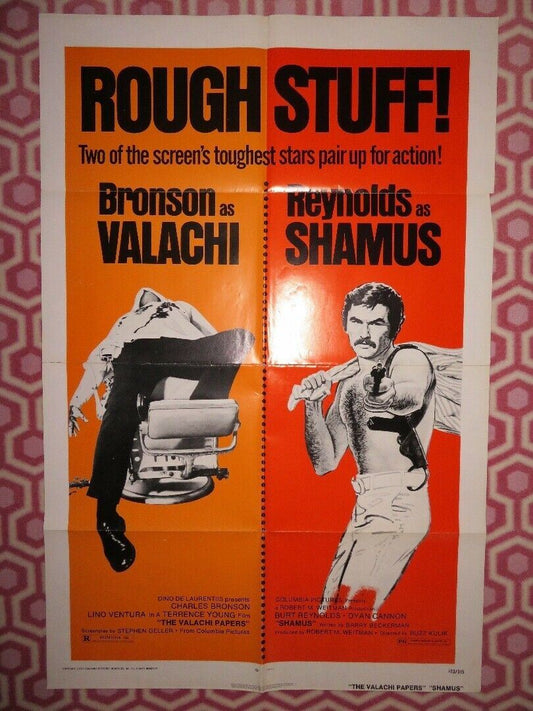 ROUGH STUFF!
Two of the screen's toughest stars pair up for action!
Bronson as
VALACHI
Reynolds as
SHAMUS
DINO DE LAURENTIIS presents
CHARLES BRONSON
LINO VENTURA in A TERRENCE YOUNG Film
"THE VALACHI PAPERS"
Screenplay by STEPHEN GELLER • From Columbia Pictures
R
COLUMBIA PICTURES Presents
a ROBERT M. WEITMAN Production
BURT REYNOLDS • DYAN CANNON
"SHAMUS" Written by BARRY BECKERMAN
Produced by ROBERT M. WEITMAN • Directed by BUZZ KULIK
PG
"THE VALACHI PAPERS" "SHAMUS"